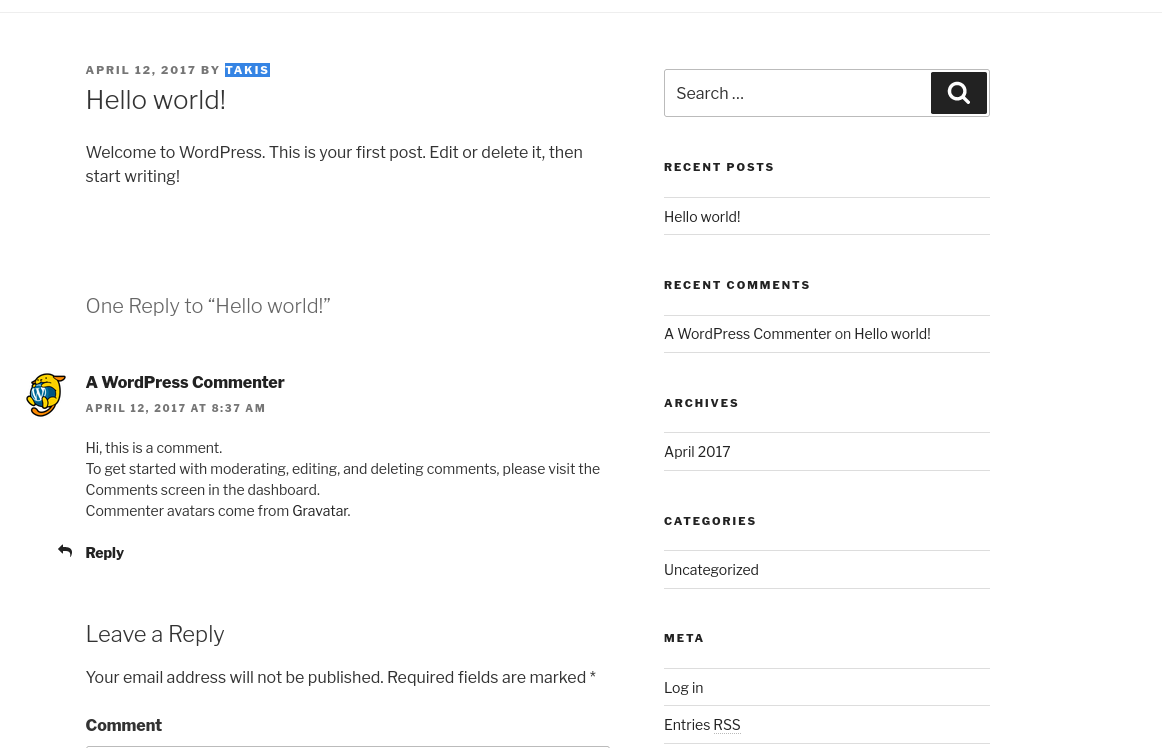 APRIL 12, 2017 BY TAKIS
Hello world!
Welcome to WordPress. This is your first post. Edit or delete it, then
start writing!
One Reply to “Hello world!”
A WordPress Commenter
APRIL 12, 2017 AT 8:37 AM
Hi, this is a comment.
To get started with moderating, editing, and deleting comments, please visit the
Comments screen in the dashboard.
Commenter avatars come from Gravatar.
Reply
Leave a Reply
Your email address will not be published. Required fields are marked *
Comment
Search …
RECENT POSTS
Hello world!
RECENT COMMENTS
A WordPress Commenter on Hello world!
ARCHIVES
April 2017
CATEGORIES
Uncategorized
META
Log in
Entries RSS